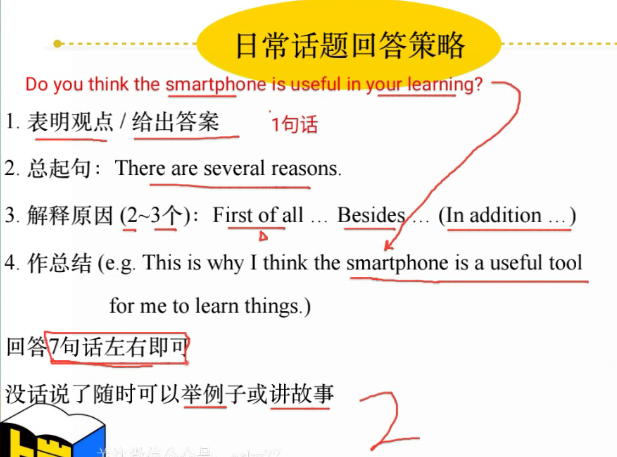 日常话题回答策略
Do you think the smartphone is useful in your learning?
1. 表明观点 / 给出答案 1句话
2. 总起句：There are several reasons.
3. 解释原因 (2~3个)：First of all … Besides … (In addition …)
4. 作总结 (e.g. This is why I think the smartphone is a useful tool
for me to learn things.)
回答7句话左右即可
没话说了随时可以举例子或讲故事
2